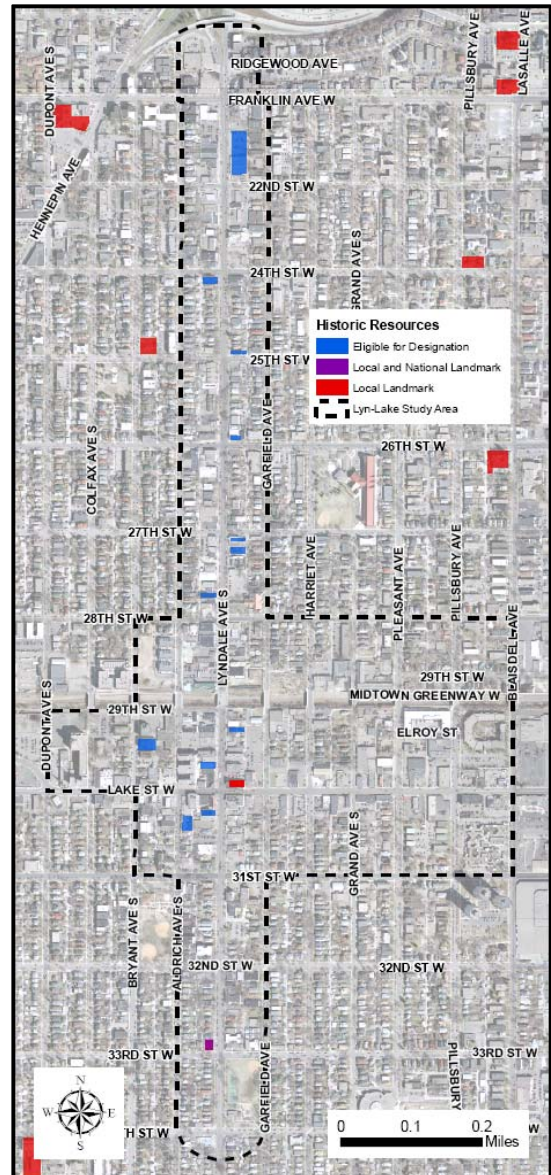 RIDGEWOOD AVE
FRANKLIN AVE W
DUPONT AVE S
PILLSBURY AVE
LASALLE AVE
HENNEPIN AVE
22ND ST W
24TH ST W
GRAND AVE S
Historic Resources
Eligible for Designation
Local and National Landmark
Local Landmark
Lyn-Lake Study Area
25TH ST W
COLFAX AVE S
GARFIELD AVE S
26TH ST W
27TH ST W
HARRIET AVE
PLEASANT AVE
PILLSBURY AVE
28TH ST W
LYNDALE AVE S
BLAISDELL AVE
29TH ST W
MIDTOWN GREENWAY W
29TH ST W
DUPONT AVE S
ELROY ST
LAKE ST W
GRAND AVE S
31ST ST W
BRYANT AVE S
ALDRICH AVE S
32ND ST W
32ND ST W
33RD ST W
GARFIELD AVE
PILLSBURY
33RD ST W
N
W E
S
TH ST W
0 0.1 0.2
Miles
W